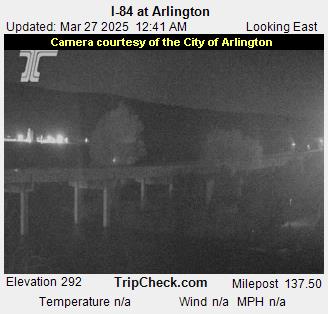 I-84 at Arlington
Updated: Mar 27 2025 12:41 AM Looking East
Camera courtesy of the City of Arlington
Elevation 292 TripCheck.com Milepost 137.50
Temperature n/a Wind n/a MPH n/a